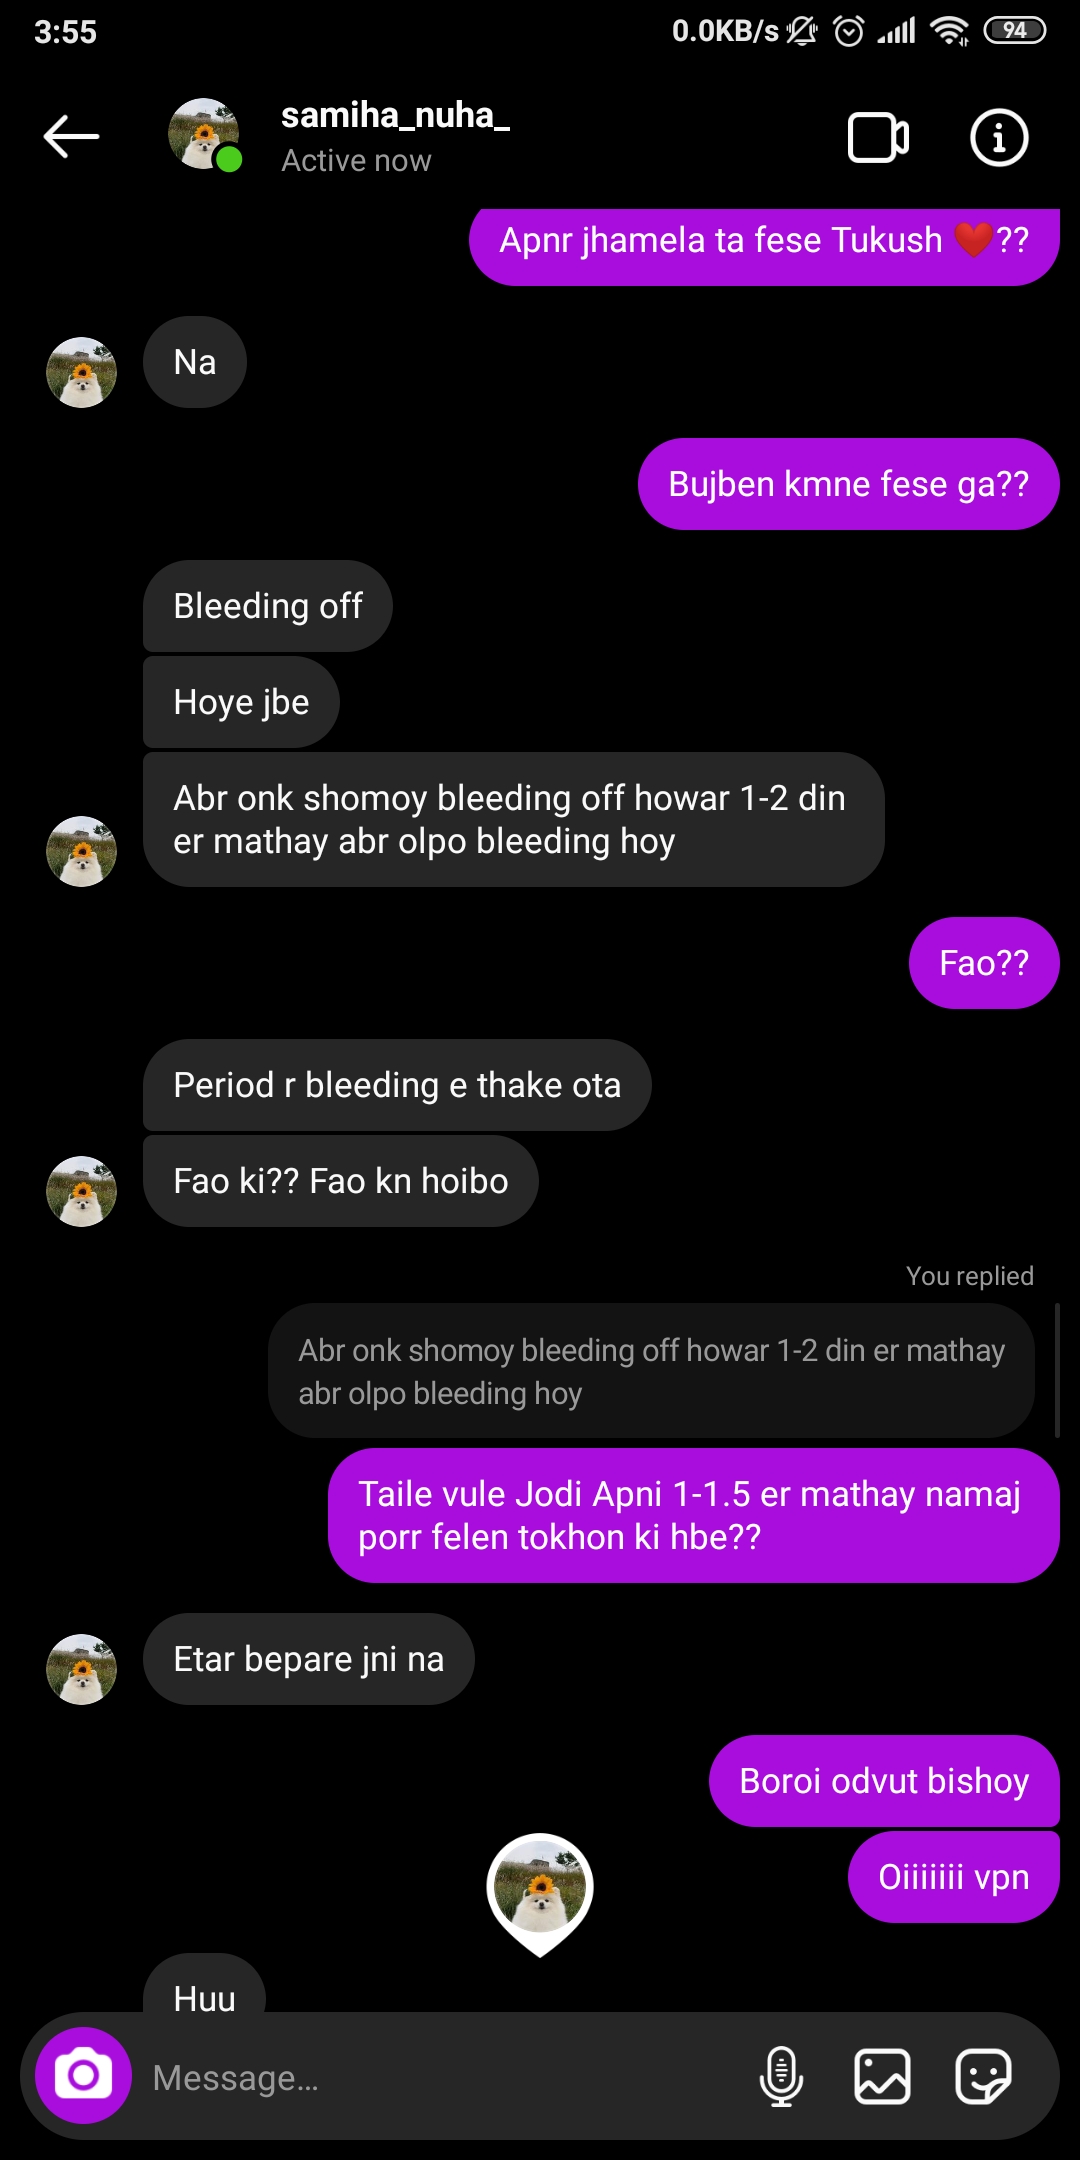 3:55
0.0KB/s
94
samiha_nuha_
Active now
Apnr jhamela ta fese Tukush ❤️??
Na
Bujben kmne fese ga??
Bleeding off
Hoye jbe
Abr onk shomoy bleeding off howar 1-2 din
er mathay abr olpo bleeding hoy
Fao??
Period r bleeding e thake ota
Fao ki?? Fao kn hoibo
You replied
Abr onk shomoy bleeding off howar 1-2 din er mathay
abr olpo bleeding hoy
Taile vule Jodi Apni 1-1.5 er mathay namaj
porr felen tokhon ki hbe??
Etar bepare jni na
Boroi odvut bishoy
Oiiiiiii vpn
Huu
Message...